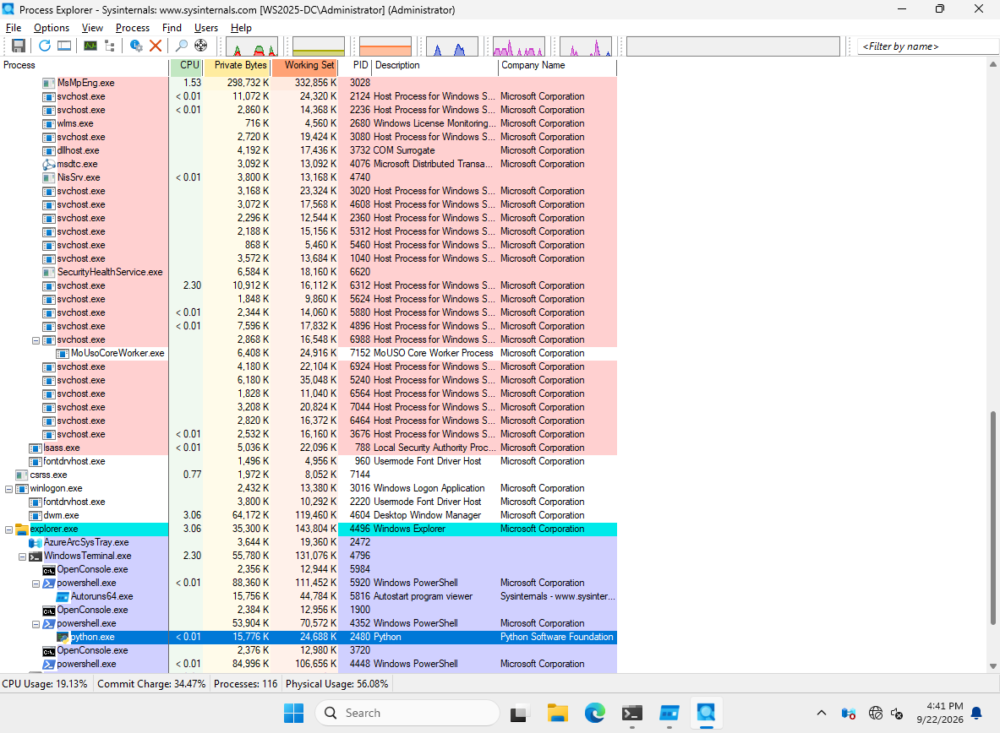 Process Explorer - Sysinternals: www.sysinternals.com [WS2025-DC\Administrator] (Administrator)
File Options View Process Find Users Help
<Filter by name>
Process CPU Private Bytes Working Set PID Description Company Name
MsMpEng.exe 1.53 298,732 K 332,856 K 3028
svchost.exe < 0.01 11,072 K 24,320 K 2124 Host Process for Windows S... Microsoft Corporation
svchost.exe < 0.01 2,860 K 14,368 K 2236 Host Process for Windows S... Microsoft Corporation
wlms.exe 716 K 4,560 K 2680 Windows License Monitoring... Microsoft Corporation
svchost.exe 2,720 K 19,424 K 3080 Host Process for Windows S... Microsoft Corporation
dllhost.exe 4,192 K 17,436 K 3732 COM Surrogate Microsoft Corporation
msdtc.exe 3,092 K 13,092 K 4076 Microsoft Distributed Transa... Microsoft Corporation
NisSrv.exe < 0.01 3,800 K 13,168 K 4740
svchost.exe 3,168 K 23,324 K 3020 Host Process for Windows S... Microsoft Corporation
svchost.exe 3,072 K 17,568 K 4608 Host Process for Windows S... Microsoft Corporation
svchost.exe 2,296 K 12,544 K 2360 Host Process for Windows S... Microsoft Corporation
svchost.exe 2,188 K 15,156 K 5312 Host Process for Windows S... Microsoft Corporation
svchost.exe 868 K 5,460 K 5460 Host Process for Windows S... Microsoft Corporation
svchost.exe 3,572 K 13,684 K 1040 Host Process for Windows S... Microsoft Corporation
SecurityHealthService.exe 6,584 K 18,160 K 6620
svchost.exe 2.30 10,912 K 16,112 K 6312 Host Process for Windows S... Microsoft Corporation
svchost.exe 1,848 K 9,860 K 5624 Host Process for Windows S... Microsoft Corporation
svchost.exe < 0.01 2,344 K 14,060 K 5880 Host Process for Windows S... Microsoft Corporation
svchost.exe < 0.01 7,596 K 17,832 K 4896 Host Process for Windows S... Microsoft Corporation
svchost.exe 2,868 K 16,548 K 6988 Host Process for Windows S... Microsoft Corporation
MoUsoCoreWorker.exe 6,408 K 24,916 K 7152 MoUSO Core Worker Process Microsoft Corporation
svchost.exe 4,180 K 22,104 K 6924 Host Process for Windows S... Microsoft Corporation
svchost.exe 6,180 K 35,048 K 5240 Host Process for Windows S... Microsoft Corporation
svchost.exe 1,828 K 11,040 K 6564 Host Process for Windows S... Microsoft Corporation
svchost.exe 3,208 K 20,824 K 7044 Host Process for Windows S... Microsoft Corporation
svchost.exe 2,820 K 16,372 K 6464 Host Process for Windows S... Microsoft Corporation
svchost.exe < 0.01 2,532 K 16,160 K 3676 Host Process for Windows S... Microsoft Corporation
lsass.exe < 0.01 5,036 K 22,096 K 788 Local Security Authority Proc... Microsoft Corporation
fontdrvhost.exe 1,496 K 4,956 K 960 Usermode Font Driver Host Microsoft Corporation
csrss.exe 0.77 1,972 K 8,052 K 7144
winlogon.exe 2,432 K 13,380 K 3016 Windows Logon Application Microsoft Corporation
fontdrvhost.exe 3,800 K 10,292 K 2220 Usermode Font Driver Host Microsoft Corporation
dwm.exe 3.06 64,172 K 119,460 K 4604 Desktop Window Manager Microsoft Corporation
explorer.exe 3.06 35,300 K 143,804 K 4496 Windows Explorer Microsoft Corporation
AzureArcSysTray.exe 3,644 K 19,360 K 2472
WindowsTerminal.exe 2.30 55,780 K 131,076 K 4796
OpenConsole.exe 2,356 K 12,944 K 5984
powershell.exe < 0.01 88,360 K 111,452 K 5920 Windows PowerShell Microsoft Corporation
Autoruns64.exe 15,756 K 44,784 K 5816 Autostart program viewer Sysinternals - www.sysinter...
OpenConsole.exe 2,384 K 12,956 K 1900
powershell.exe 53,904 K 70,572 K 4352 Windows PowerShell Microsoft Corporation
python.exe < 0.01 15,776 K 24,688 K 2480 Python Python Software Foundation
OpenConsole.exe 2,376 K 12,980 K 3720
powershell.exe < 0.01 84,996 K 106,656 K 4448 Windows PowerShell Microsoft Corporation
CPU Usage: 19.13% Commit Charge: 34.47% Processes: 116 Physical Usage: 56.08%
Search
4:41 PM
9/22/2026